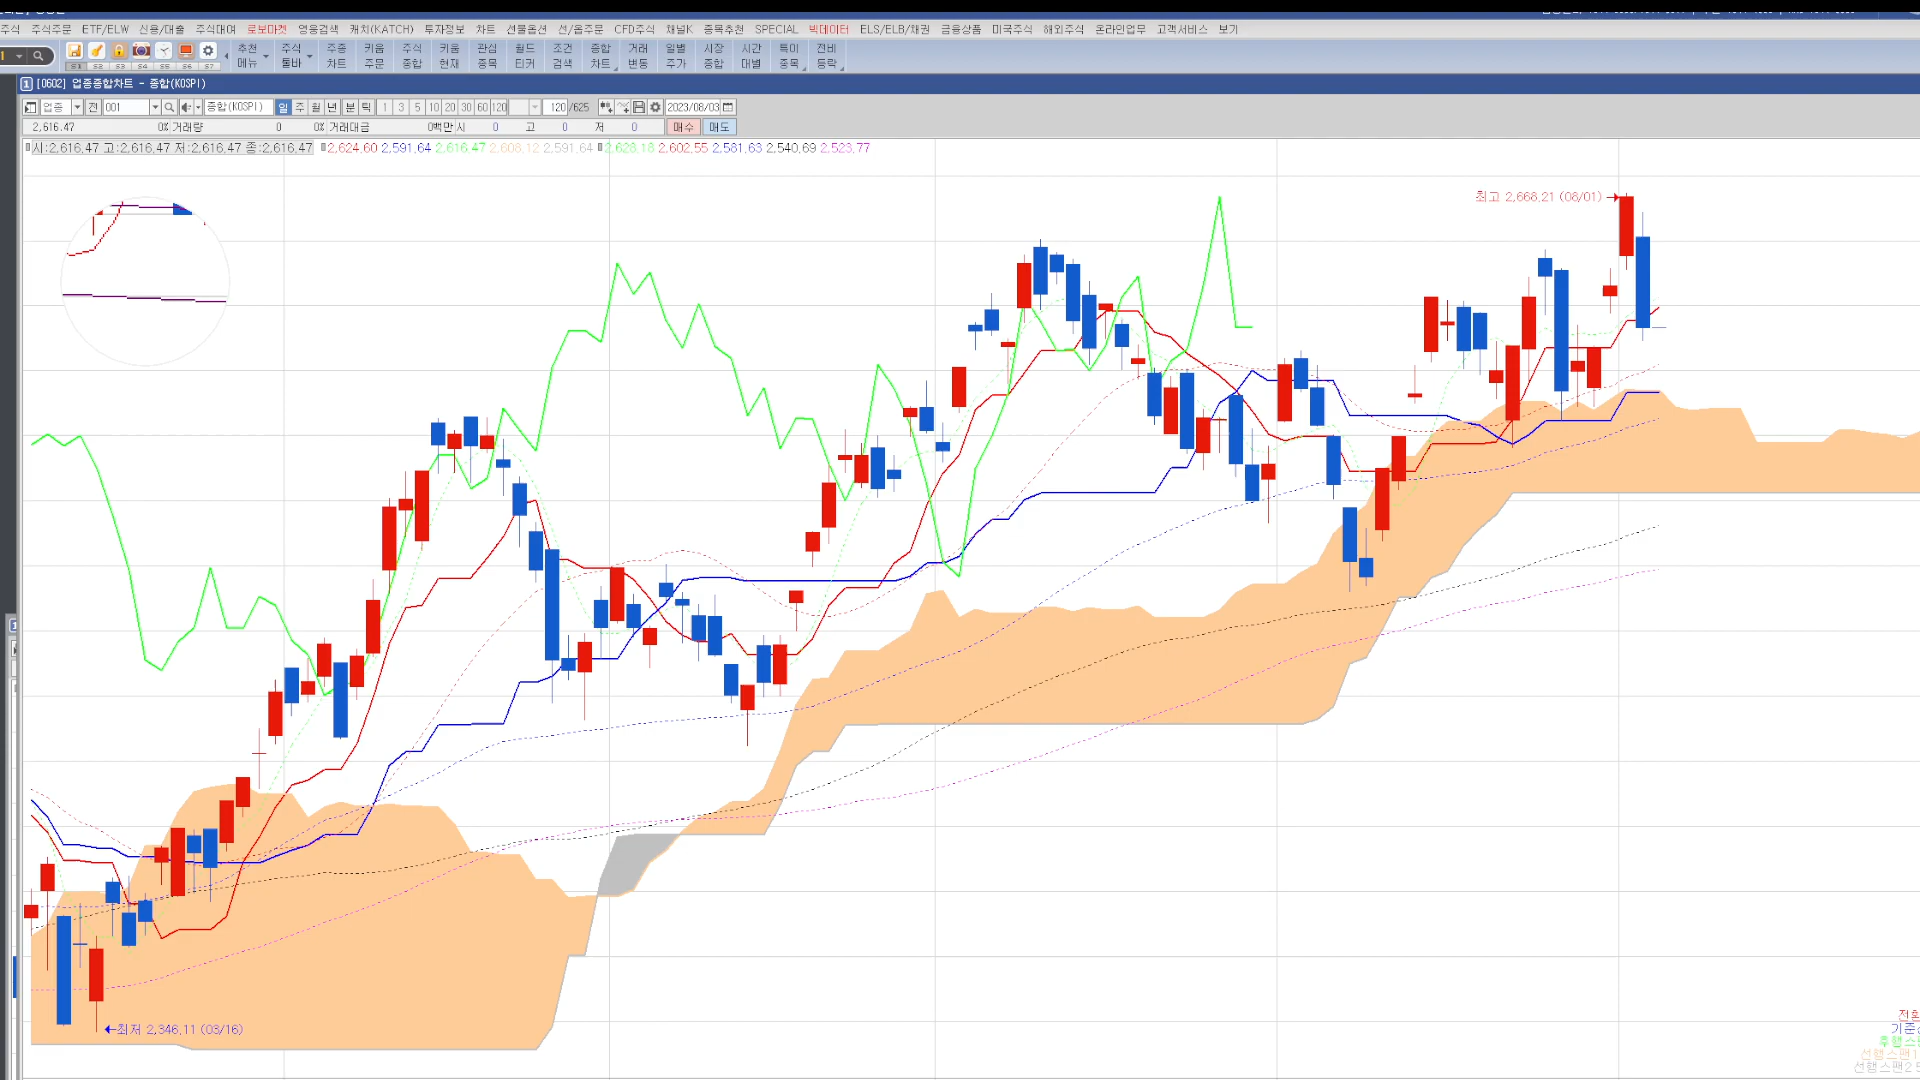 주식 주식주문 ETF/ELW 신용/대출 주식대여 로보마켓 영웅검색 캐치(KATCH) 투자정보 차트 선물옵션 선/옵주문 CFD주식 채널K 종목추천 SPECIAL 빅데이터 ELS/ELB/채권 금융상품 미국주식 해외주식 온라인업무 고객서비스 보기
추천 주식 주종 키움 주식 키움 관심 월드 조건 종합 거래 일별 시장 시간 특이 전비
S1 S2 S3 S4 S5 S6 S7 메뉴 툴바 차트 주문 종합 현재 종목 티커 검색 차트 변동 주가 종합 대별 종목 등락
1 [0602] 업종종합차트 - 종합(KOSPI)
업종 전 001 종합(KOSPI) 일 주 월 년 분 틱 1 3 5 10 20 30 60 120 120 /625 2023/08/03
2,616.47 0% 거래량 0 0% 거래대금 0백만 시 0 고 0 저 0 매수 매도
시:2,616.47 고:2,616.47 저:2,616.47 종:2,616.47 2,624.60 2,591.64 2,616.47 2,608.12 2,591.64 2,628.18 2,602.55 2,581.63 2,540.69 2,523.77
최고 2,668.21 (08/01)
최저 2,346.11 (03/16)
전환
기준
후행스팬
선행스팬1
선행스팬2